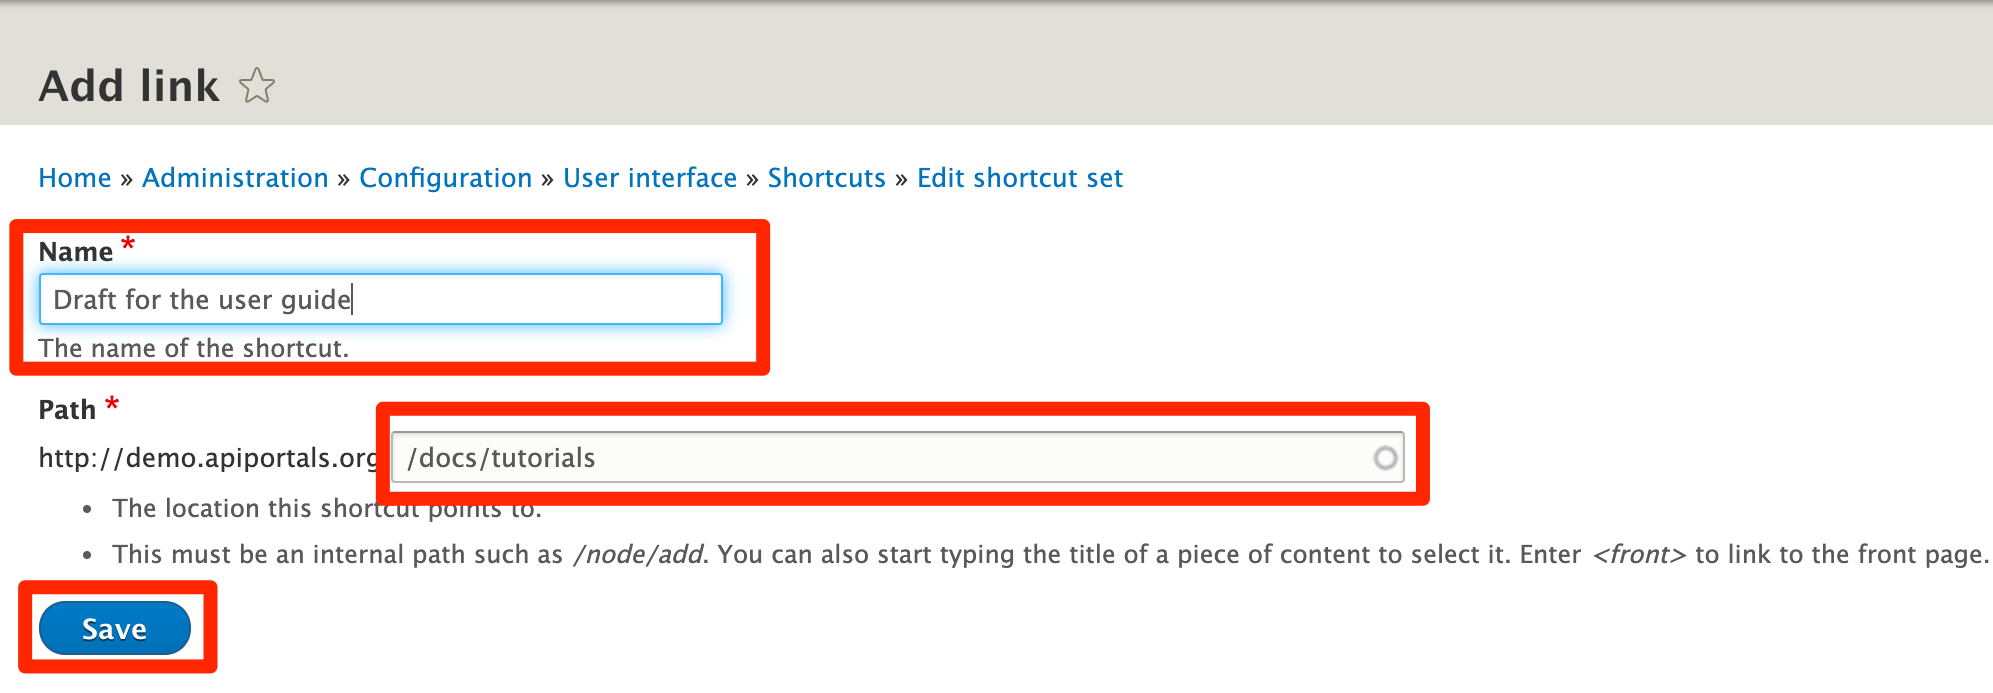 Add link
Home » Administration » Configuration » User interface » Shortcuts » Edit shortcut set
Name *
Draft for the user guide
The name of the shortcut.
Path *
http://demo.apiportals.org /docs/tutorials
• The location this shortcut points to.
• This must be an internal path such as /node/add. You can also start typing the title of a piece of content to select it. Enter <front> to link to the front page.
Save